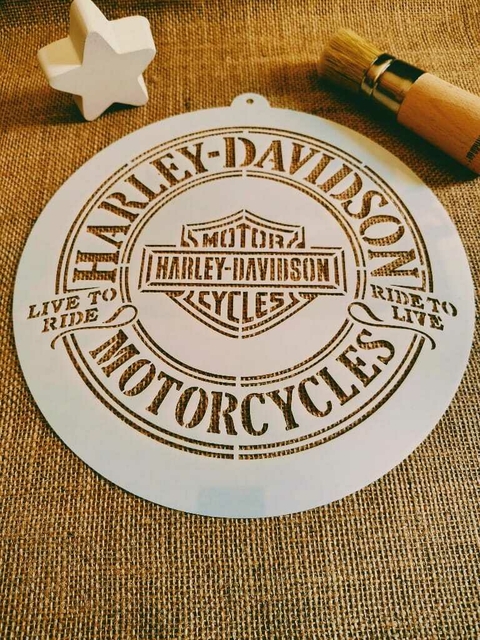 HARLEY-DAVIDSON
MOTOR
HARLEY-DAVIDSON
CYCLES
LIVE TO
RIDE
RIDE TO
LIVE
MOTORCYCLES